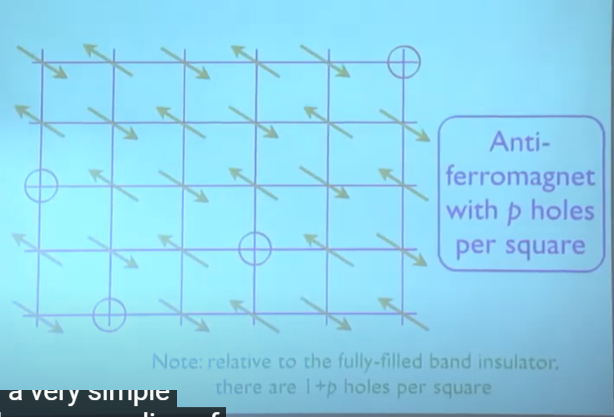 Anti-
ferromagnet
with p holes
per square
Note: relative to the fully-filled band insulator,
there are 1+p holes per square
a very simple